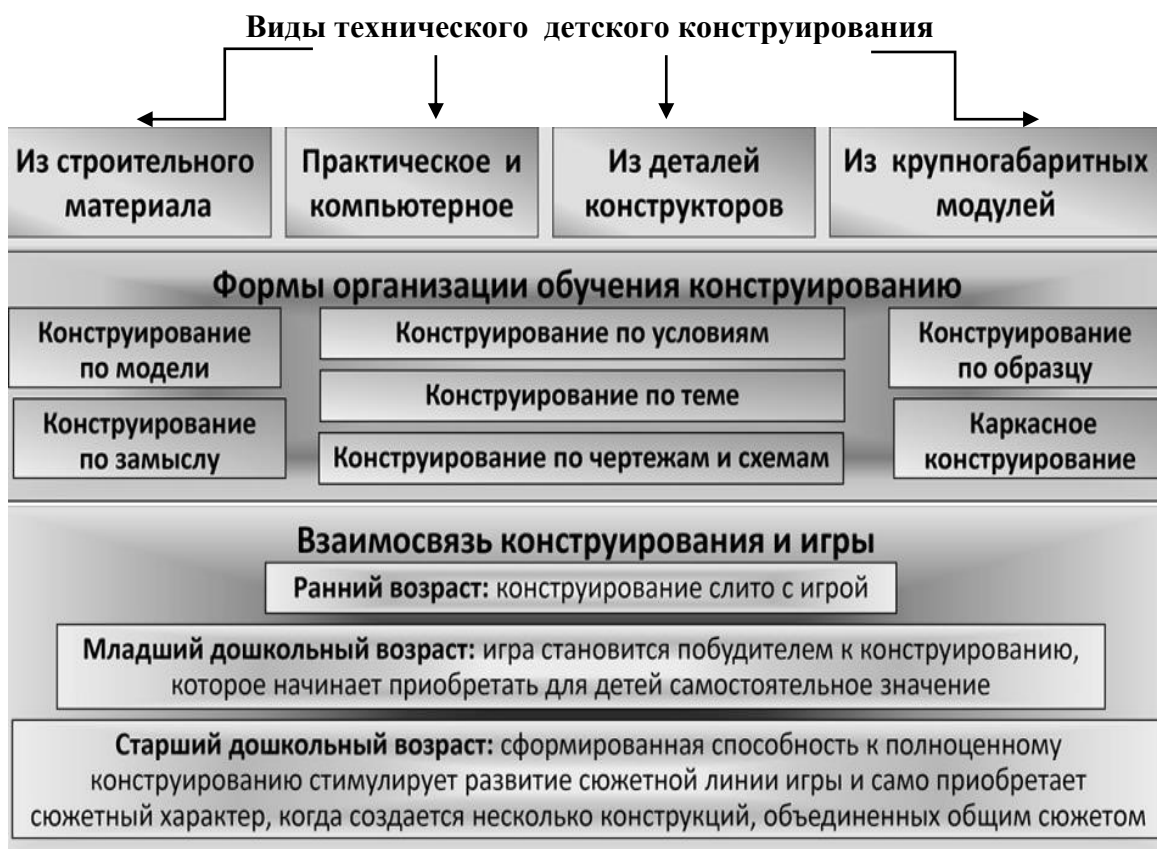 Виды технического детского конструирования
Из строительного
материала
Практическое и
компьютерное
Из деталей
конструкторов
Из крупногабаритных
модулей
Формы организации обучения конструированию
Конструирование
по модели
Конструирование по условиям
Конструирование
по образцу
Конструирование по теме
Конструирование
по замыслу
Каркасное
конструирование
Конструирование по чертежам и схемам
Взаимосвязь конструирования и игры
Ранний возраст: конструирование слито с игрой
Младший дошкольный возраст: игра становится побудителем к конструированию,
которое начинает приобретать для детей самостоятельное значение
Старший дошкольный возраст: сформированная способность к полноценному
конструированию стимулирует развитие сюжетной линии игры и само приобретает
сюжетный характер, когда создается несколько конструкций, объединенных общим сюжетом